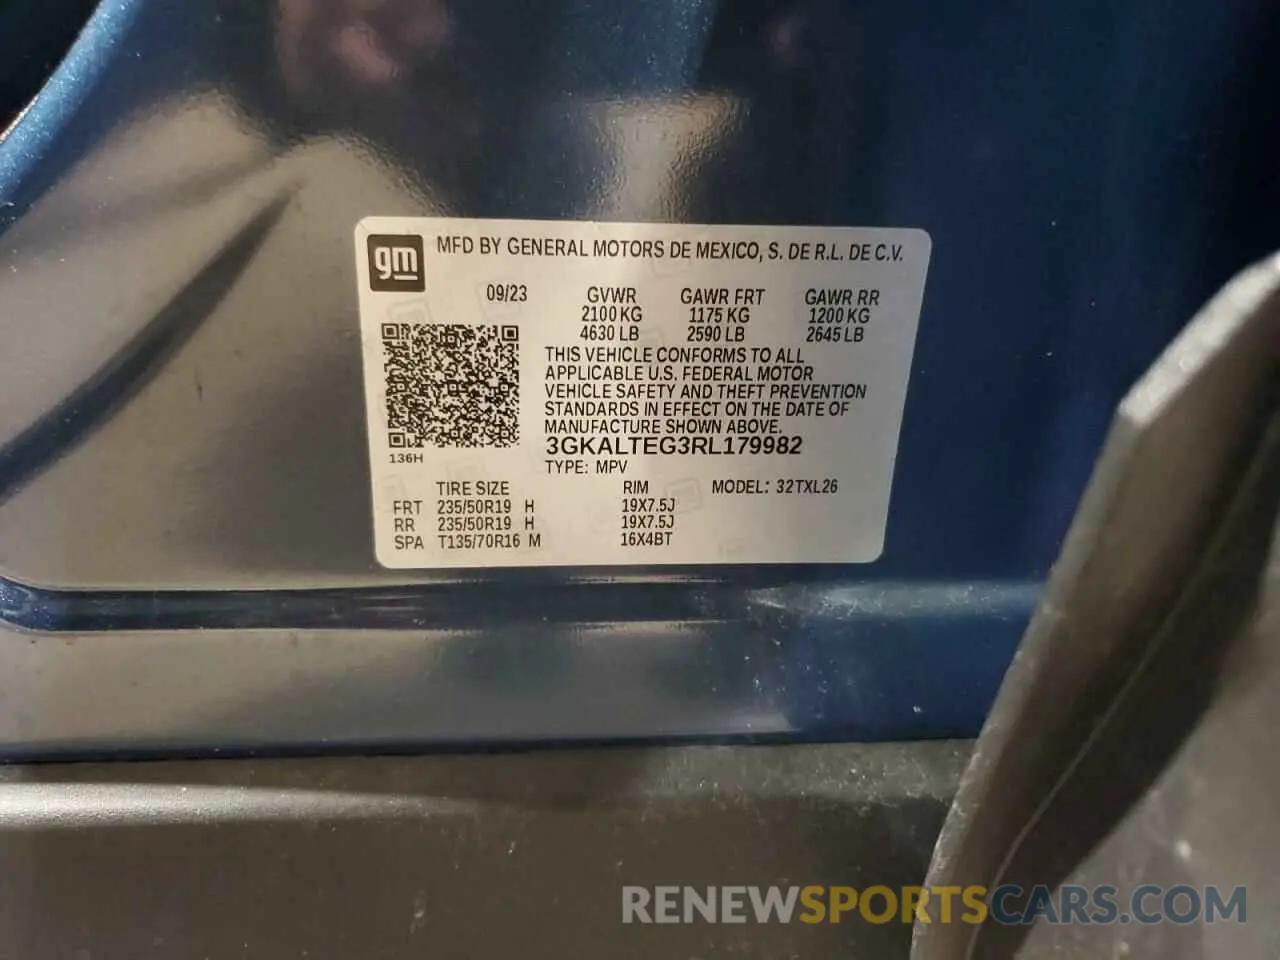 gm
MFD BY GENERAL MOTORS DE MEXICO, S. DE R.L. DE C.V.
09/23 GVWR GAWR FRT GAWR RR
2100 KG 1175 KG 1200 KG
4630 LB 2590 LB 2645 LB
THIS VEHICLE CONFORMS TO ALL
APPLICABLE U.S. FEDERAL MOTOR
VEHICLE SAFETY AND THEFT PREVENTION
STANDARDS IN EFFECT ON THE DATE OF
MANUFACTURE SHOWN ABOVE.
3GKALTEG3RL179982
136H
TYPE: MPV
TIRE SIZE RIM MODEL: 32TXL26
FRT 235/50R19 H 19X7.5J
RR 235/50R19 H 19X7.5J
SPA T135/70R16 M 16X4BT
RENEWSPORTSCARS.COM